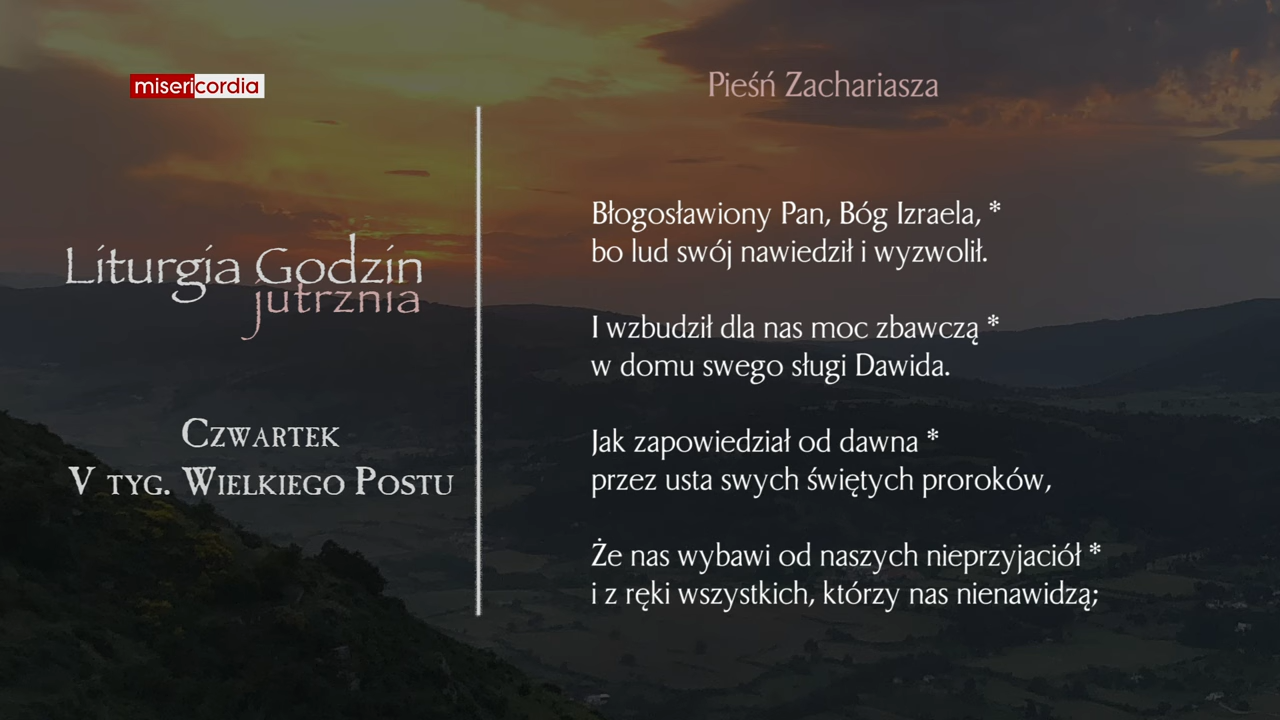 misericordia
Liturgia Godzin
jutrznia
Czwartek
V tyg. Wielkiego Postu
Pieśń Zachariasza
Błogosławiony Pan, Bóg Izraela, *
bo lud swój nawiedził i wyzwolił.
I wzbudził dla nas moc zbawczą *
w domu swego sługi Dawida.
Jak zapowiedział od dawna *
przez usta swych świętych proroków,
Że nas wybawi od naszych nieprzyjaciół *
i z ręki wszystkich, którzy nas nienawidzą;